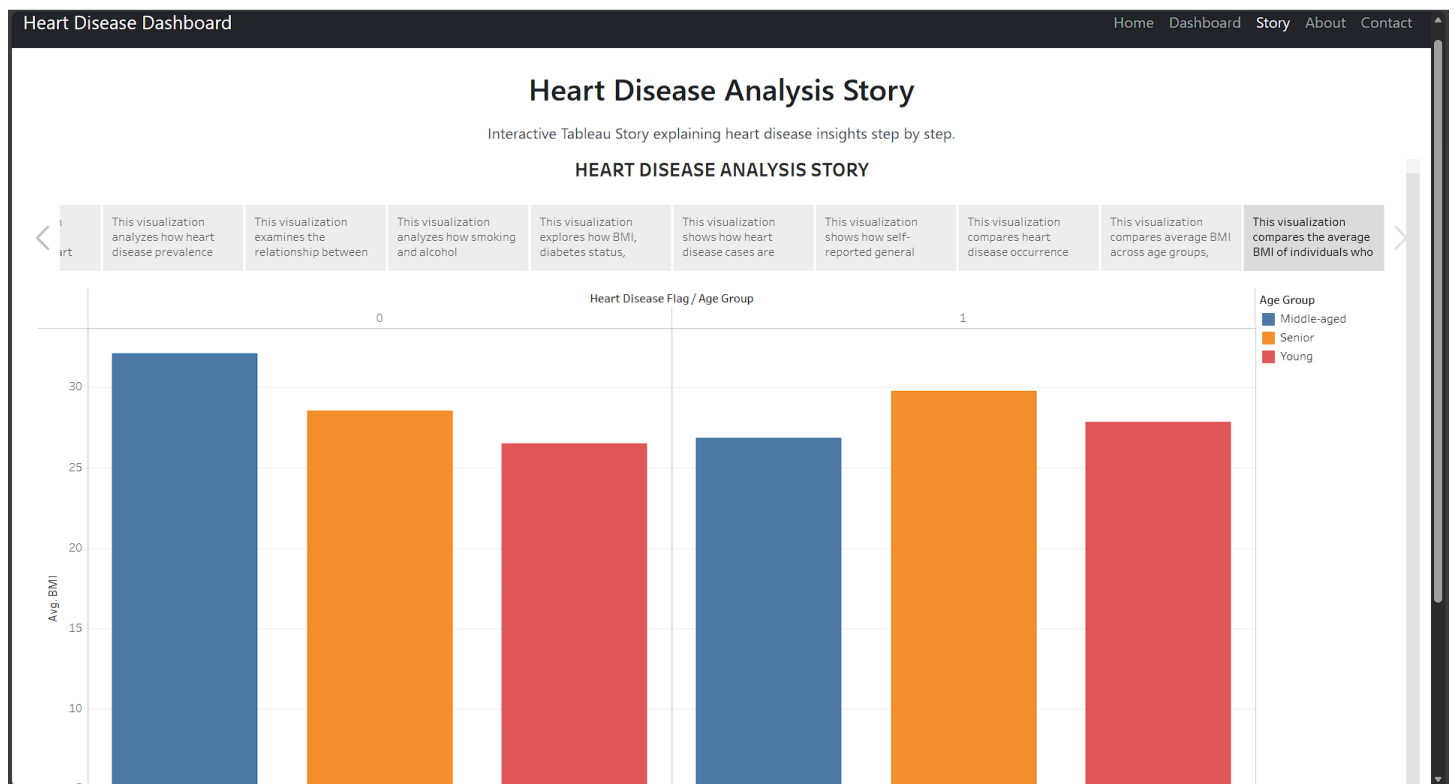 Heart Disease Dashboard
Home Dashboard Story About Contact
Heart Disease Analysis Story
Interactive Tableau Story explaining heart disease insights step by step.
HEART DISEASE ANALYSIS STORY
This visualization
analyzes how heart
disease prevalence
This visualization
examines the
relationship between
This visualization
analyzes how smoking
and alcohol
This visualization
explores how BMI,
diabetes status,
This visualization
shows how heart
disease cases are
This visualization
shows how self-
reported general
This visualization
compares heart
disease occurrence
This visualization
compares average BMI
across age groups,
This visualization
compares the average
BMI of individuals who
Heart Disease Flag / Age Group
0
1
Age Group
Middle-aged
Senior
Young
Avg. BMI
30
25
20
15
10